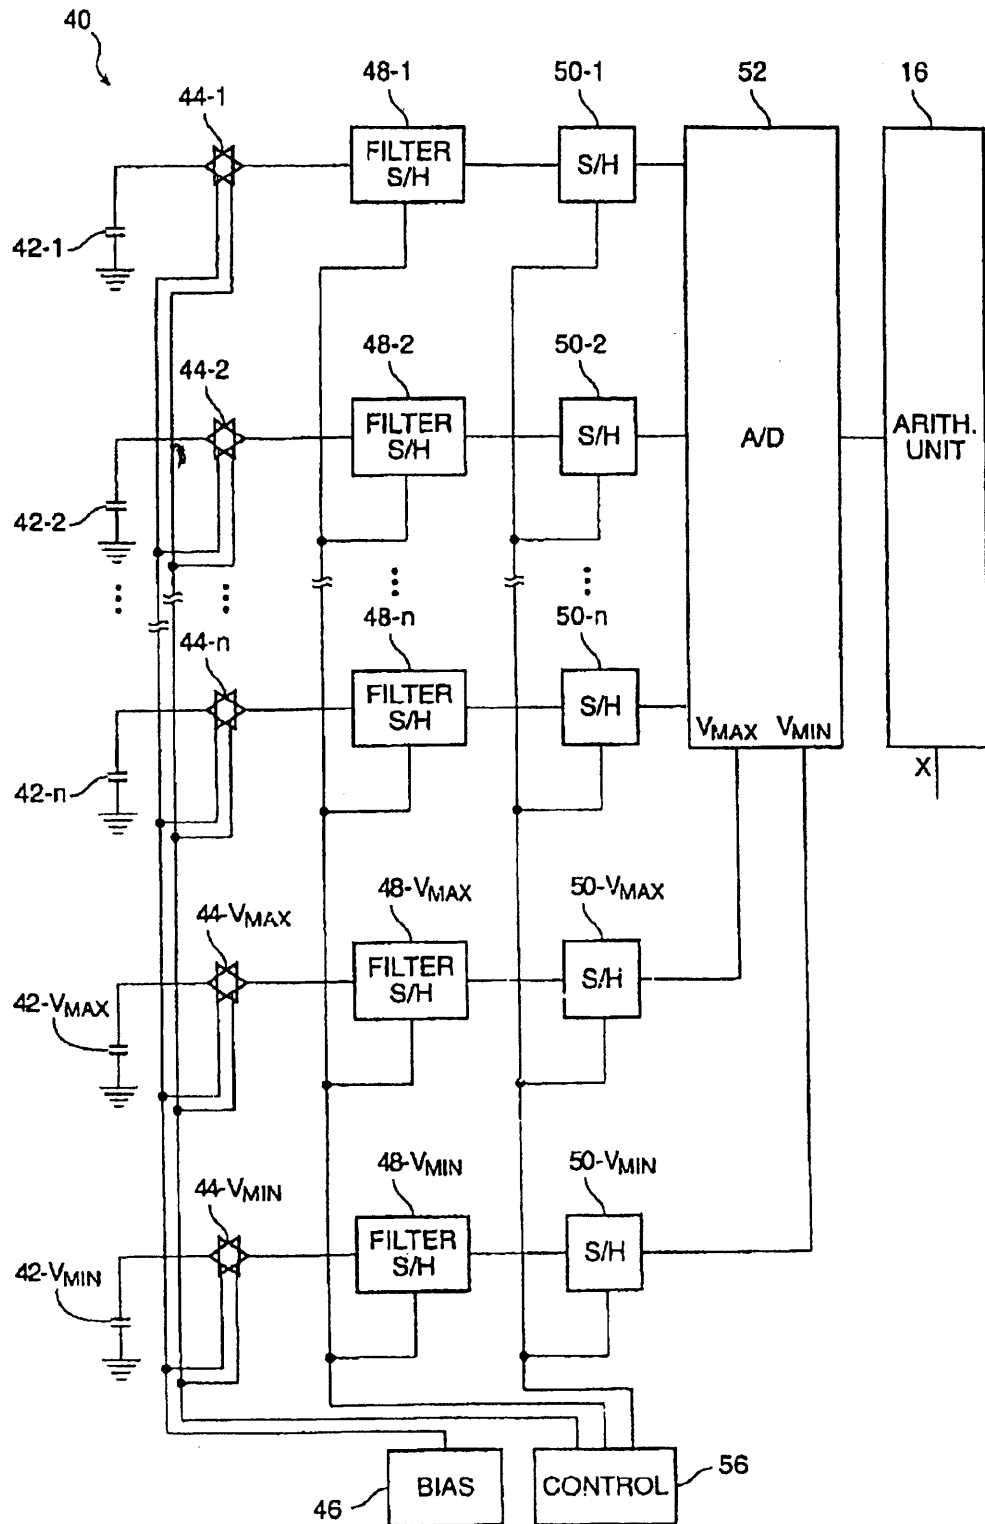 40
44-1
48-1
50-1
52
16
FILTER
S/H
S/H
42-1
44-2
48-2
50-2
FILTER
S/H
S/H
A/D
ARITH.
UNIT
42-2
44-n
48-n
50-n
FILTER
S/H
S/H
VMAX VMIN
X
42-n
44-VMAX
48-VMAX
50-VMAX
FILTER
S/H
S/H
42-VMAX
44-VMIN
48-VMIN
50-VMIN
FILTER
S/H
S/H
42-VMIN
BIAS
CONTROL
46
56